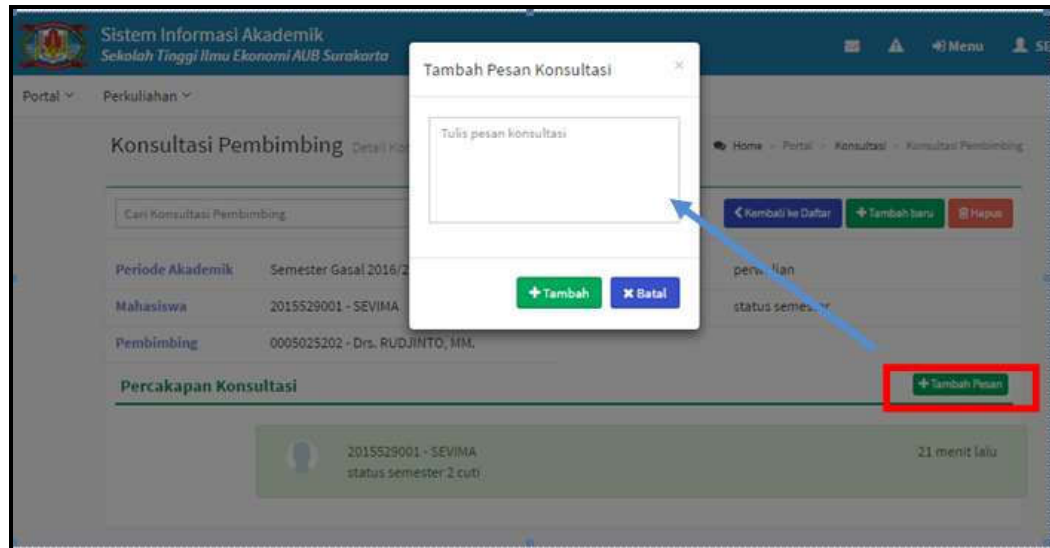 Sistem Informasi Akademik
Sekolah Tinggi Ilmu Ekonomi AUB Surakarta
Menu
SE
Portal
Perkuliahan
Tambah Pesan Konsultasi
×
Tulis pesan konsultasi
Konsultasi Pembimbing
Home - Portal - Konsultasi - Konsultasi Pembimbing
Cari Konsultasi Pembimbing
Kembali ke Daftar
+ Tambah baru
Hapus
Periode Akademik
Semester Gasal 2016/2
Mahasiswa
2015529001 - SEVIMA
status semester
+ Tambah
× Batal
Pembimbing
0005025202 - Drs. RUDJINTO, MM.
Percakapan Konsultasi
+ Tambah Pesan
2015529001 - SEVIMA
21 menit lalu
status semester 2 cuti